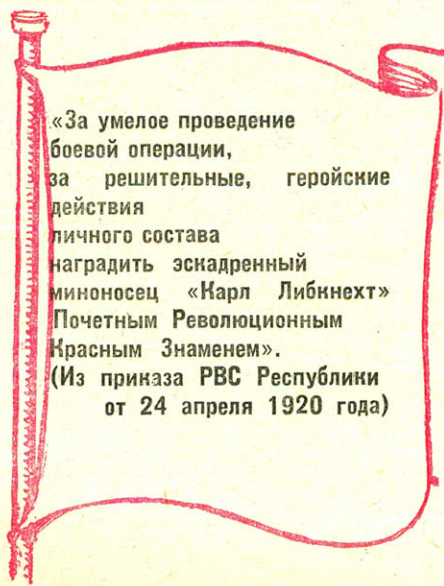 «За умелое проведение
боевой операции,
за решительные, геройские
действия
личного состава
наградить эскадренный
миноносец «Карл Либкнехт»
Почетным Революционным
Красным Знаменем».
(Из приказа РВС Республики
от 24 апреля 1920 года)